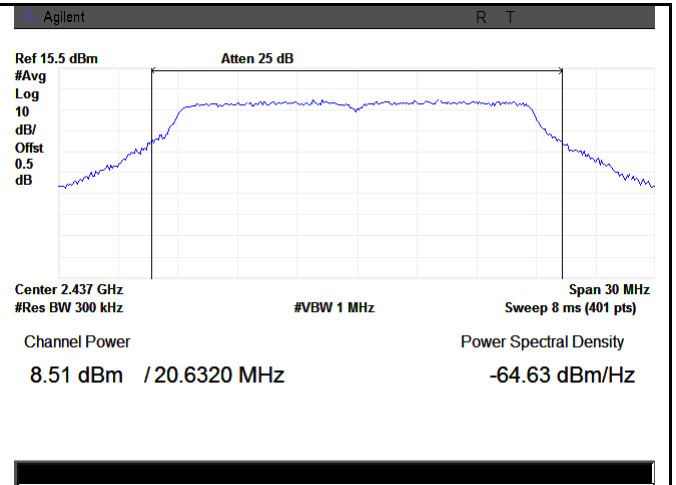 Agilent R T
Ref 15.5 dBm Atten 25 dB
#Avg
Log
10
dB/
Offst
0.5
dB
Center 2.437 GHz Span 30 MHz
#Res BW 300 kHz #VBW 1 MHz Sweep 8 ms (401 pts)
Channel Power Power Spectral Density
8.51 dBm / 20.6320 MHz -64.63 dBm/Hz